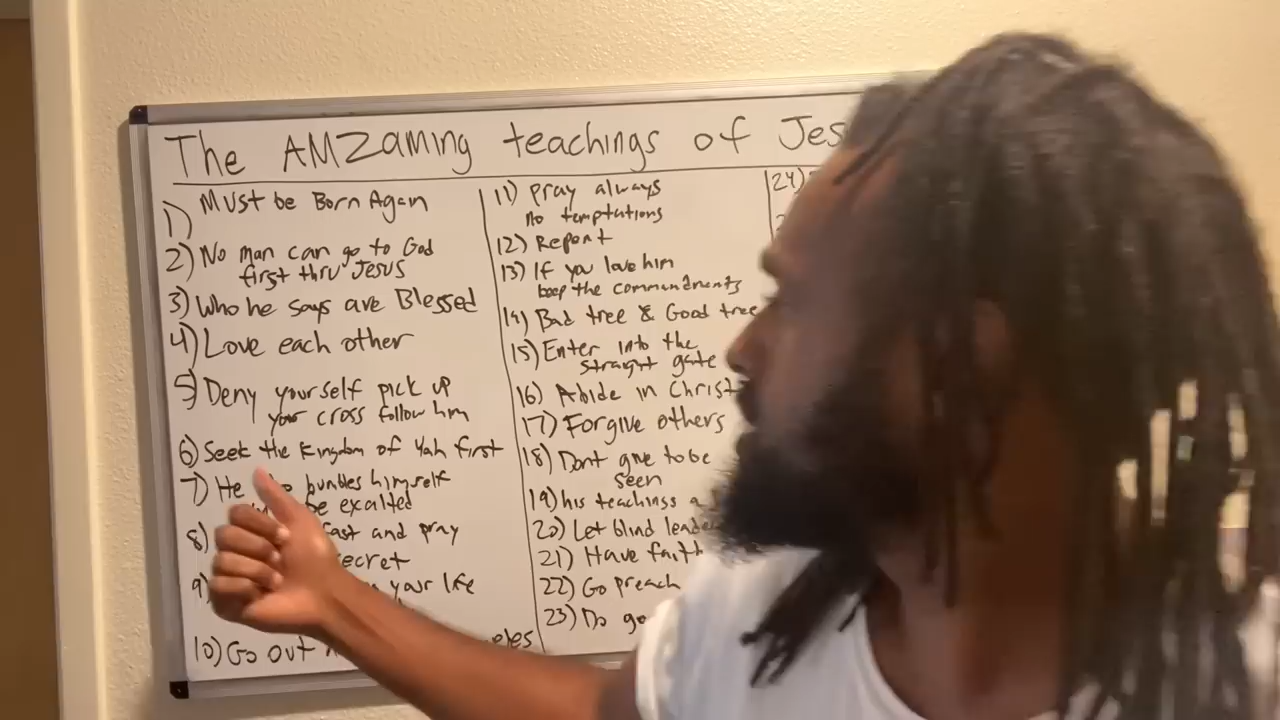 The AMZaming teachings of Jes
1) Must be Born Again
2) No man can go to God
first thru Jesus
3) Who he says are Blessed
4) Love each other
5) Deny yourself pick up
your cross follow him
6) Seek the Kingdom of Yah first
7) He humbles himself
be exalted
8) fast and pray
secret
9) your life
10) Go out
11) pray always
no temptations
12) Repent
13) If you love him
keep the commandments
14) Bad tree & Good tree
15) Enter into the
straight gate
16) Abide in Christ
17) Forgive others
18) Dont give to be
seen
19) his teachings
20) Let blind leade
21) Have faith
22) Go preach
23) Do go
24)